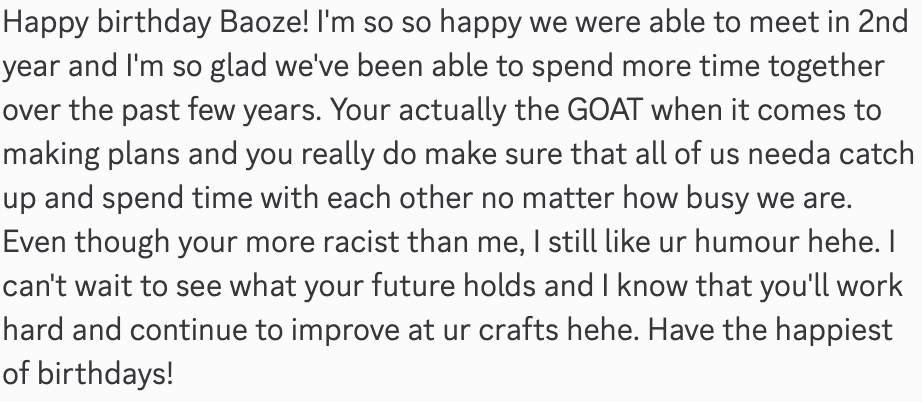 Happy birthday Baoze! I'm so so happy we were able to meet in 2nd
year and I'm so glad we've been able to spend more time together
over the past few years. Your actually the GOAT when it comes to
making plans and you really do make sure that all of us needa catch
up and spend time with each other no matter how busy we are.
Even though your more racist than me, I still like ur humour hehe. I
can't wait to see what your future holds and I know that you'll work
hard and continue to improve at ur crafts hehe. Have the happiest
of birthdays!